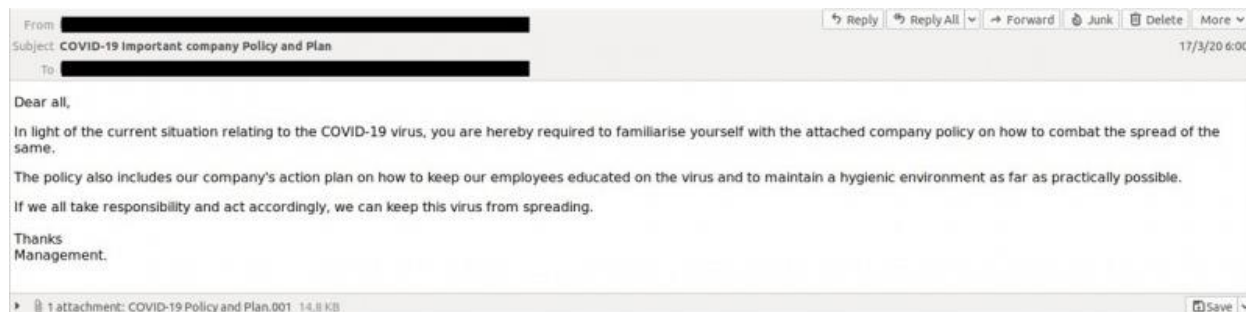 From
Reply Reply All Forward Junk Delete More
Subject COVID-19 Important company Policy and Plan 17/3/20 6:00
To
Dear all,
In light of the current situation relating to the COVID-19 virus, you are hereby required to familiarise yourself with the attached company policy on how to combat the spread of the
same.
The policy also includes our company's action plan on how to keep our employees educated on the virus and to maintain a hygienic environment as far as practically possible.
If we all take responsibility and act accordingly, we can keep this virus from spreading.
Thanks
Management.
1 attachment: COVID-19 Policy and Plan.001 14.8 KB Save